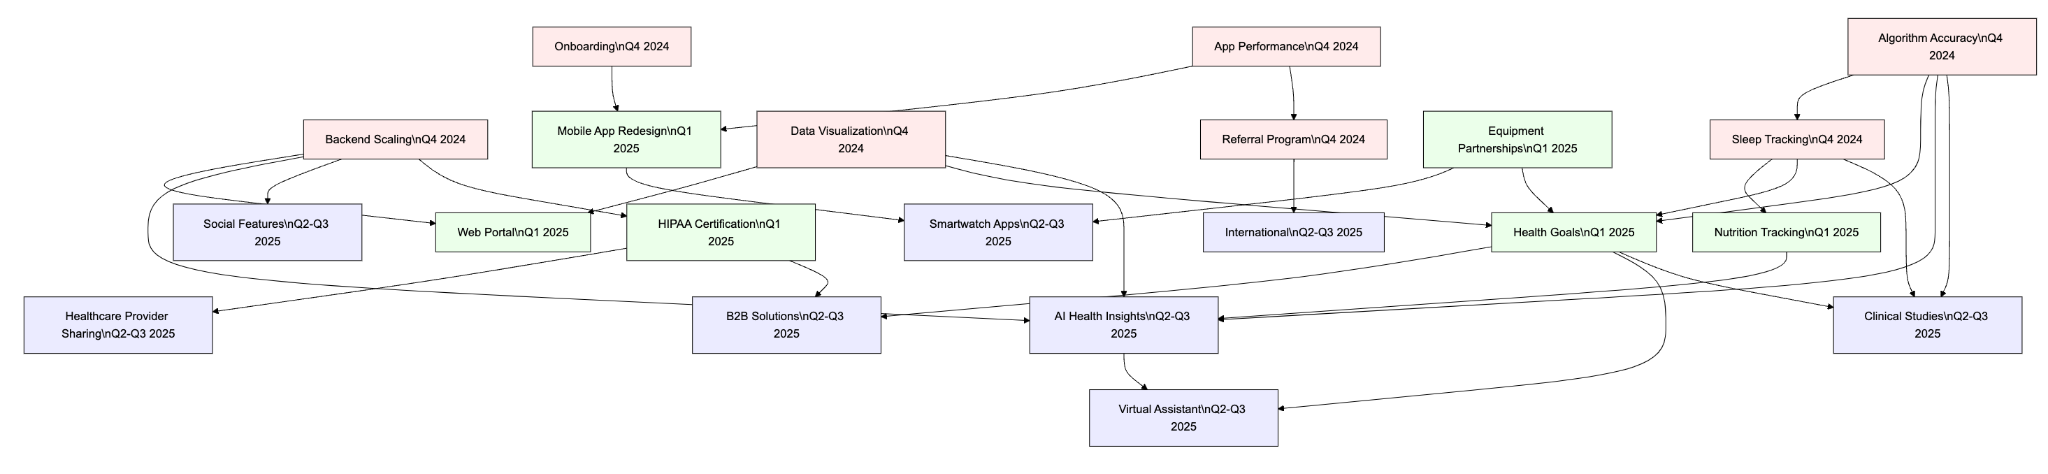 Onboarding\nQ4 2024
App Performance\nQ4 2024
Algorithm Accuracy\nQ4
2024
Backend Scaling\nQ4 2024
Mobile App Redesign\nQ1
2025
Data Visualization\nQ4
2024
Referral Program\nQ4 2024
Equipment
Partnerships\nQ1 2025
Sleep Tracking\nQ4 2024
Social Features\nQ2-Q3
2025
Web Portal\nQ1 2025
HIPAA Certification\nQ1
2025
Smartwatch Apps\nQ2-Q3
2025
International\nQ2-Q3 2025
Health Goals\nQ1 2025
Nutrition Tracking\nQ1 2025
Healthcare Provider
Sharing\nQ2-Q3 2025
B2B Solutions\nQ2-Q3
2025
AI Health Insights\nQ2-Q3
2025
Clinical Studies\nQ2-Q3
2025
Virtual Assistant\nQ2-Q3
2025